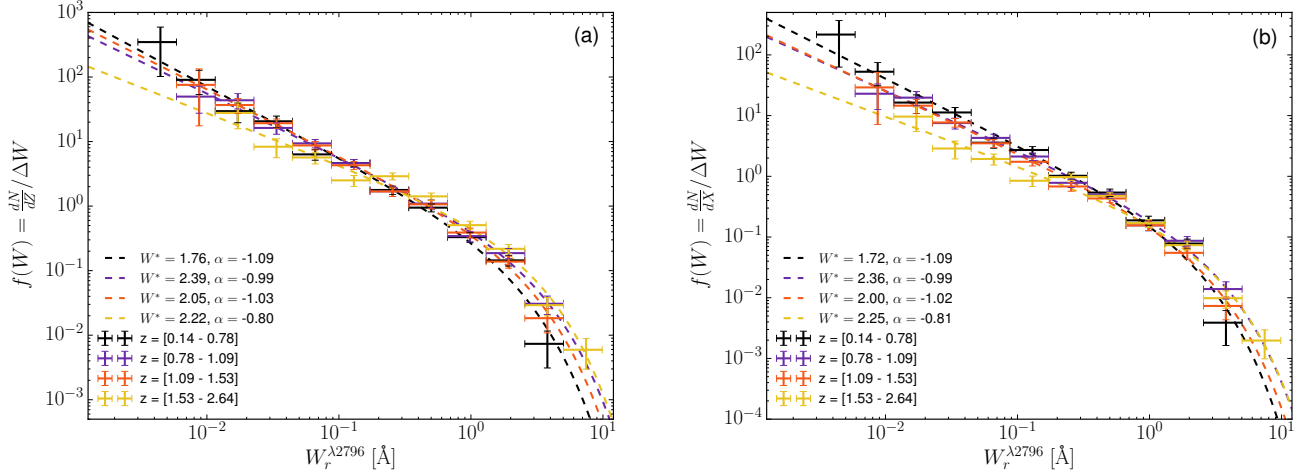 (a)
f(W) = dN/dZ / ΔW
10^3
10^2
10^1
10^0
10^-1
10^-2
10^-3
W* = 1.76, α = -1.09
W* = 2.39, α = -0.99
W* = 2.05, α = -1.03
W* = 2.22, α = -0.80
z = [0.14 - 0.78]
z = [0.78 - 1.09]
z = [1.09 - 1.53]
z = [1.53 - 2.64]
10^-2 10^-1 10^0 10^1
W_r^λ2796 [Å]
(b)
f(W) = dN/dX / ΔW
10^2
10^1
10^0
10^-1
10^-2
10^-3
10^-4
W* = 1.72, α = -1.09
W* = 2.36, α = -0.99
W* = 2.00, α = -1.02
W* = 2.25, α = -0.81
z = [0.14 - 0.78]
z = [0.78 - 1.09]
z = [1.09 - 1.53]
z = [1.53 - 2.64]
10^-2 10^-1 10^0 10^1
W_r^λ2796 [Å]